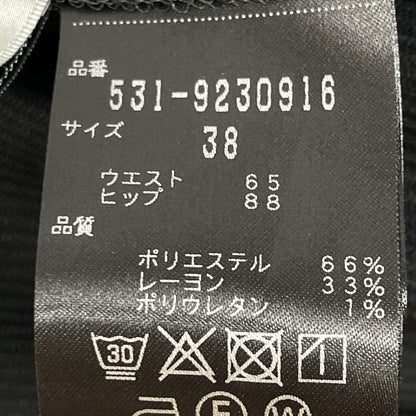 品番
531-9230916
サイズ
38
ウエスト 65
ヒップ 88
品質
ポリエステル 66%
レーヨン 33%
ポリウレタン 1%
30
F W